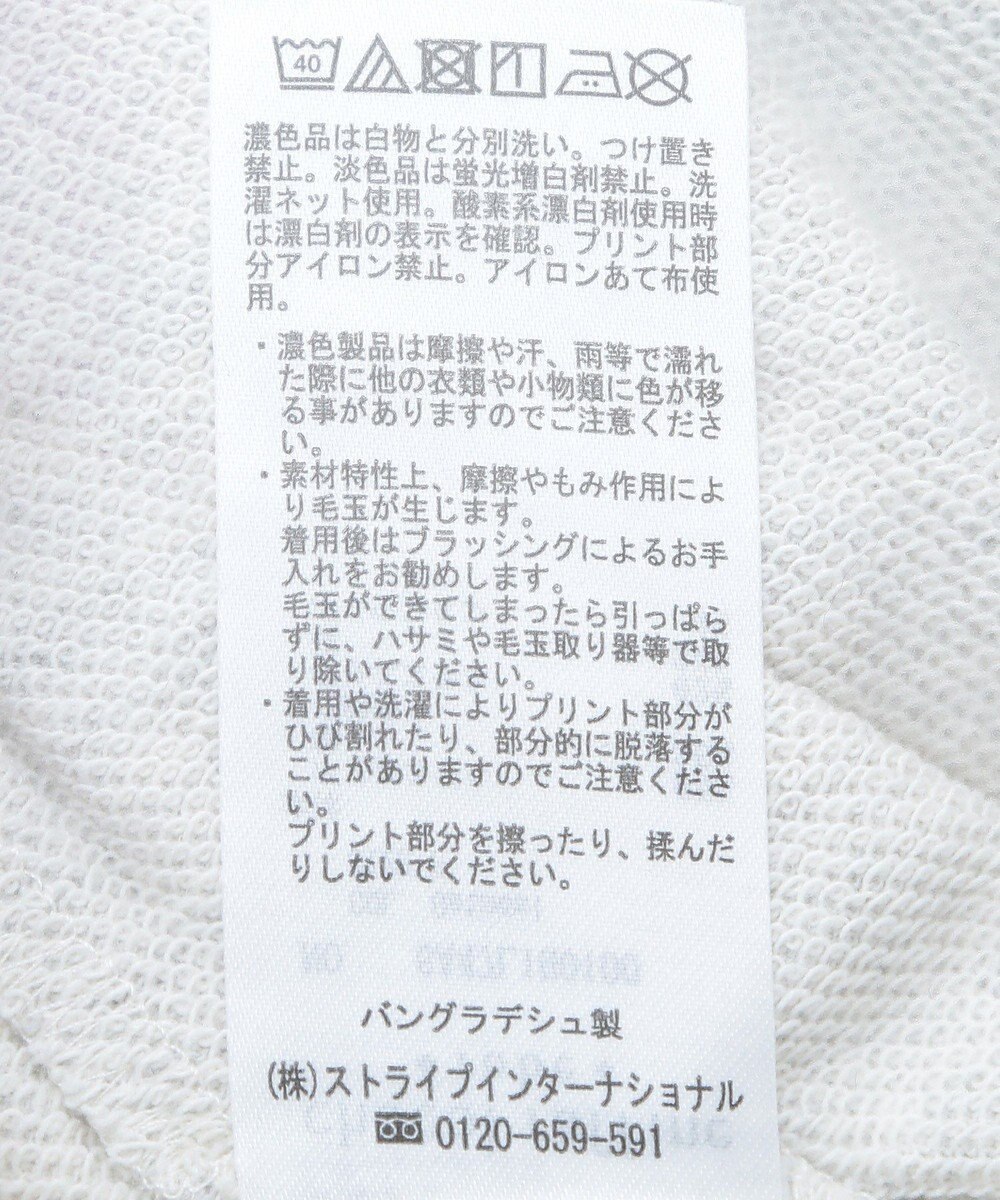 40
濃色品は白物と分別洗い。つけ置き
禁止。淡色品は蛍光増白剤禁止。洗
濯ネット使用。酸素系漂白剤使用時
は漂白剤の表示を確認。プリント部
分アイロン禁止。アイロンあて布使
用。
・濃色製品は摩擦や汗、雨等で濡れ
た際に他の衣類や小物類に色が移
る事がありますのでご注意くださ
い。
・素材特性上、摩擦やもみ作用によ
り毛玉が生じます。
着用後はブラッシングによるお手
入れをお勧めします。
毛玉ができてしまったら引っぱら
ずに、ハサミや毛玉取り器等で取
り除いてください。
・着用や洗濯によりプリント部分が
ひび割れたり、部分的に脱落する
ことがありますのでご注意くださ
い。
プリント部分を擦ったり、揉んだ
りしないでください。
バングラデシュ製
(株)ストライプインターナショナル
0120-659-591